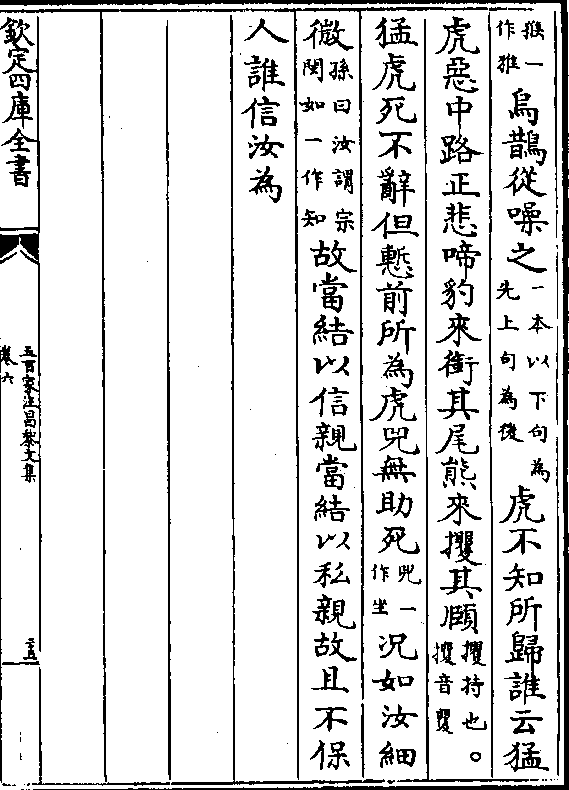 一作烏鵲從噪之一本以下句為先上句為後虎不知所歸誰云猛
虎惡中路正悲啼豹來銜其尾熊來攫其頤攫持也攫音矍。
猛虎死不辭但慙前所為虎兕無助死兕一作坐況如汝細
微孫曰汝謂宗閔如一作知故當結以信親當結以私親故且不保
人誰信汝為
欽定四庫全書
五百家注昌黎文集
卷六